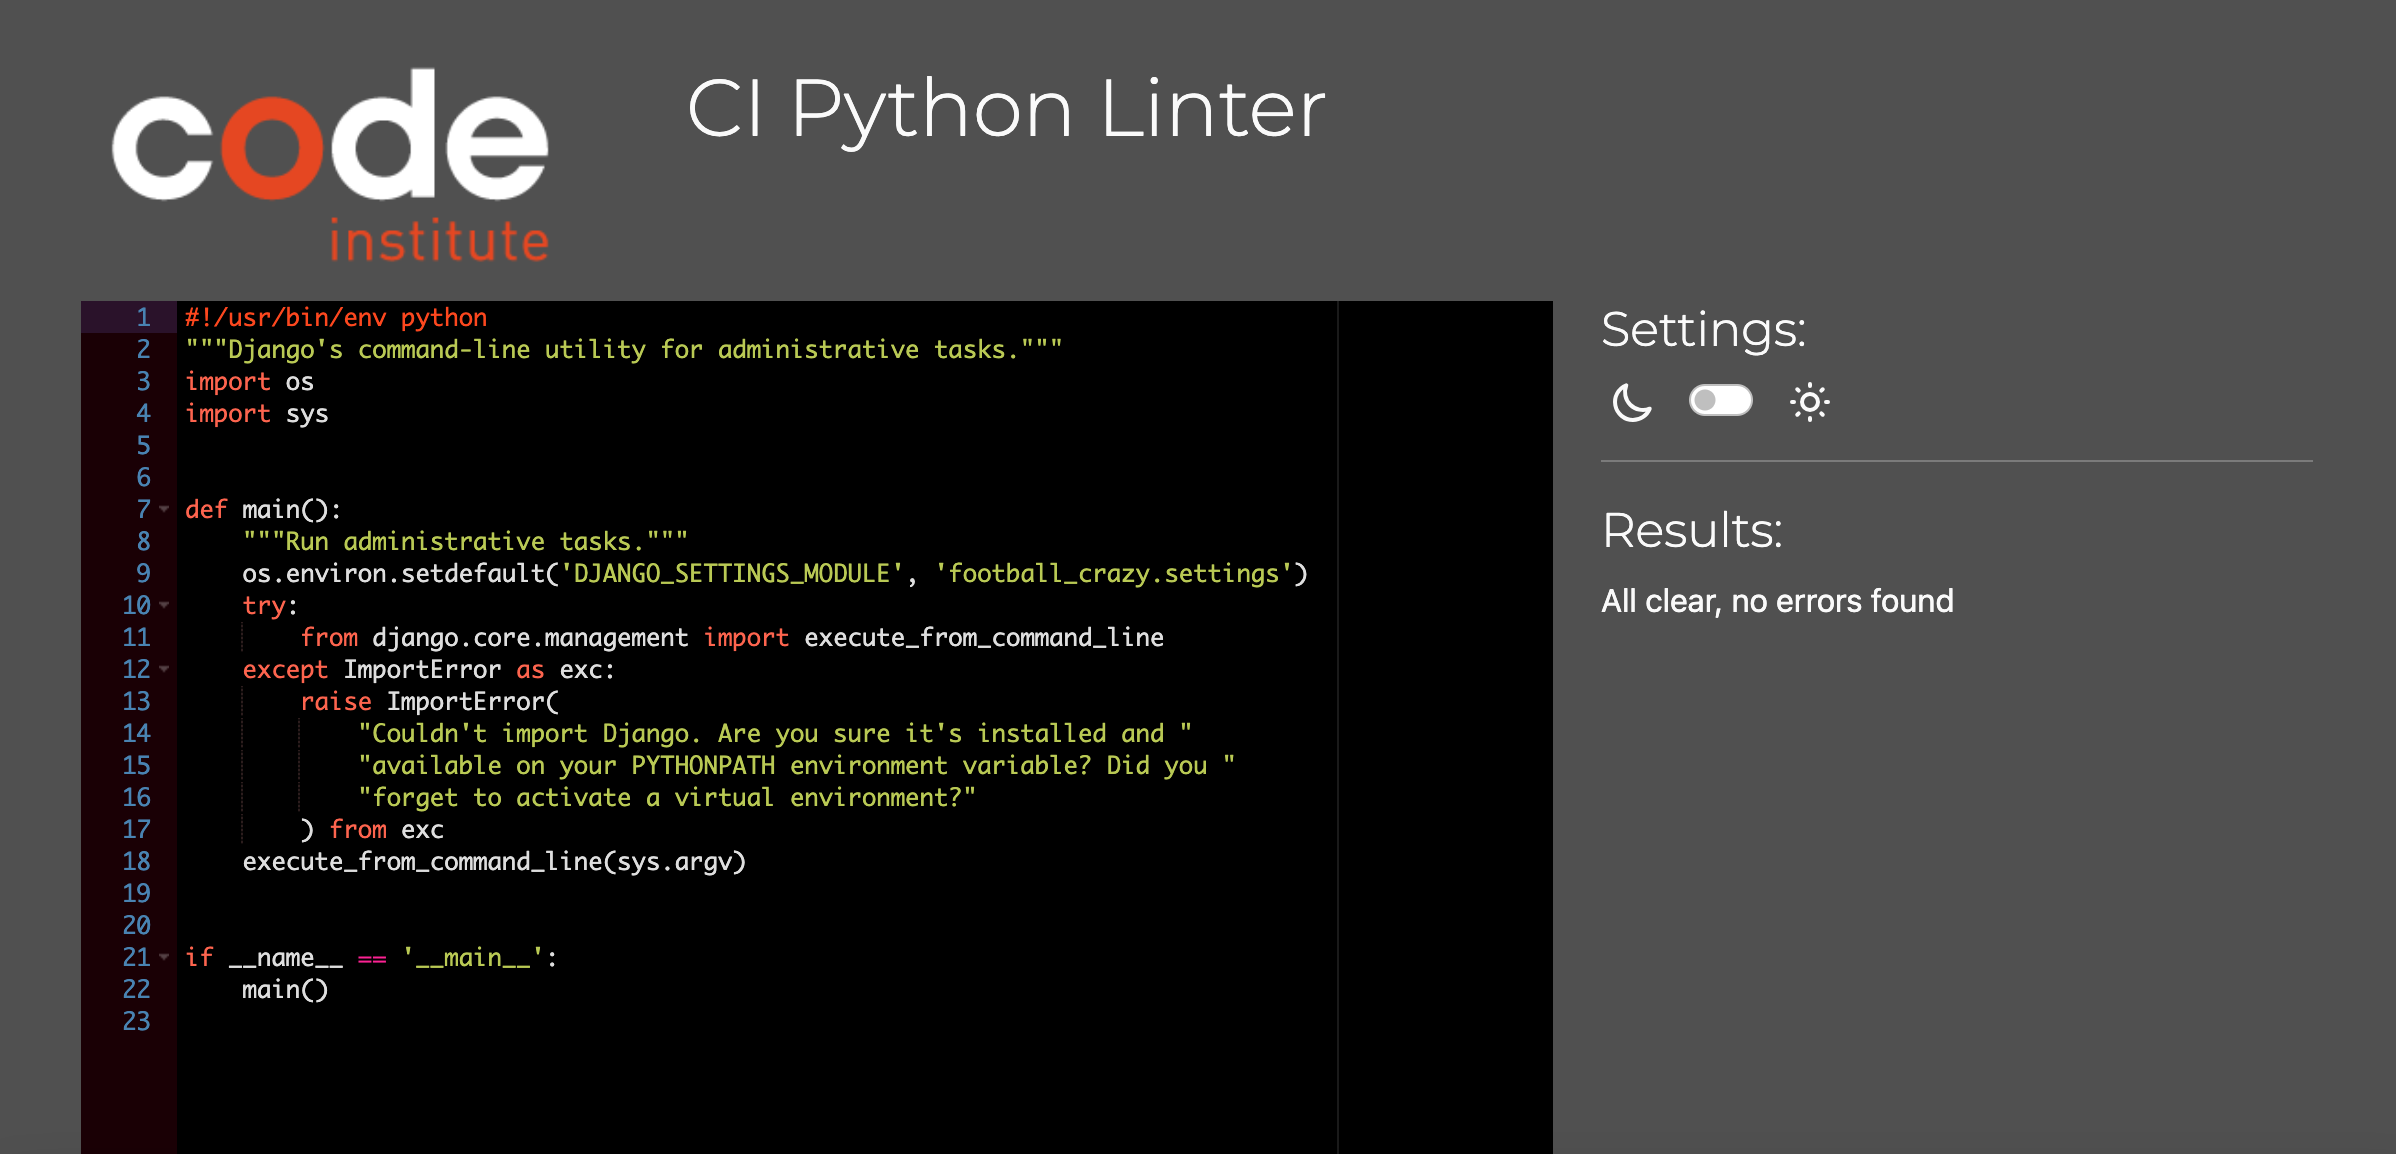 code
institute
CI Python Linter
1 #!/usr/bin/env python
2 """Django's command-line utility for administrative tasks."""
3 import os
4 import sys
5
6
7 def main():
8     """Run administrative tasks."""
9     os.environ.setdefault('DJANGO_SETTINGS_MODULE', 'football_crazy.settings')
10     try:
11         from django.core.management import execute_from_command_line
12     except ImportError as exc:
13         raise ImportError(
14             "Couldn't import Django. Are you sure it's installed and "
15             "available on your PYTHONPATH environment variable? Did you "
16             "forget to activate a virtual environment?"
17         ) from exc
18     execute_from_command_line(sys.argv)
19
20
21 if __name__ == '__main__':
22     main()
23
Settings:
Results:
All clear, no errors found